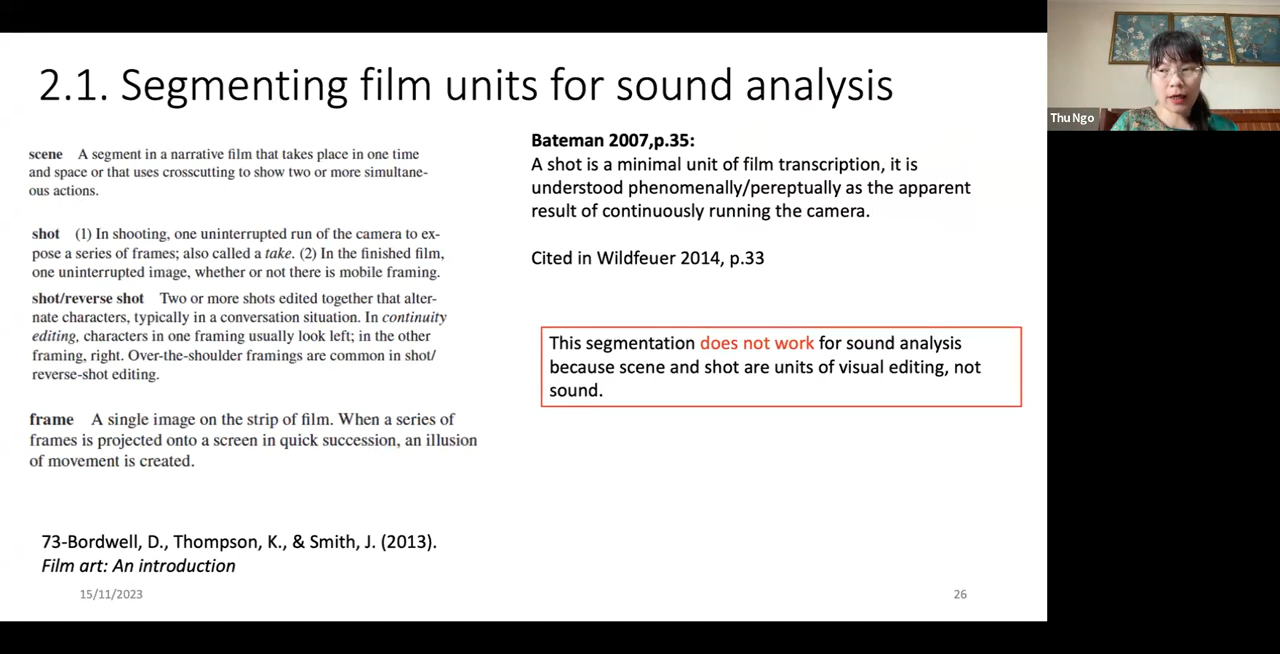 2.1. Segmenting film units for sound analysis
scene A segment in a narrative film that takes place in one time
and space or that uses crosscutting to show two or more simultane-
ous actions.
shot (1) In shooting, one uninterrupted run of the camera to ex-
pose a series of frames; also called a take. (2) In the finished film,
one uninterrupted image, whether or not there is mobile framing.
shot/reverse shot Two or more shots edited together that alter-
nate characters, typically in a conversation situation. In continuity
editing, characters in one framing usually look left; in the other
framing, right. Over-the-shoulder framings are common in shot/
reverse-shot editing.
frame A single image on the strip of film. When a series of
frames is projected onto a screen in quick succession, an illusion
of movement is created.
73-Bordwell, D., Thompson, K., & Smith, J. (2013).
Film art: An introduction
Bateman 2007,p.35:
A shot is a minimal unit of film transcription, it is
understood phenomenally/pereptually as the apparent
result of continuously running the camera.
Cited in Wildfeuer 2014, p.33
This segmentation does not work for sound analysis
because scene and shot are units of visual editing, not
sound.
15/11/2023
26
Thu Ngo